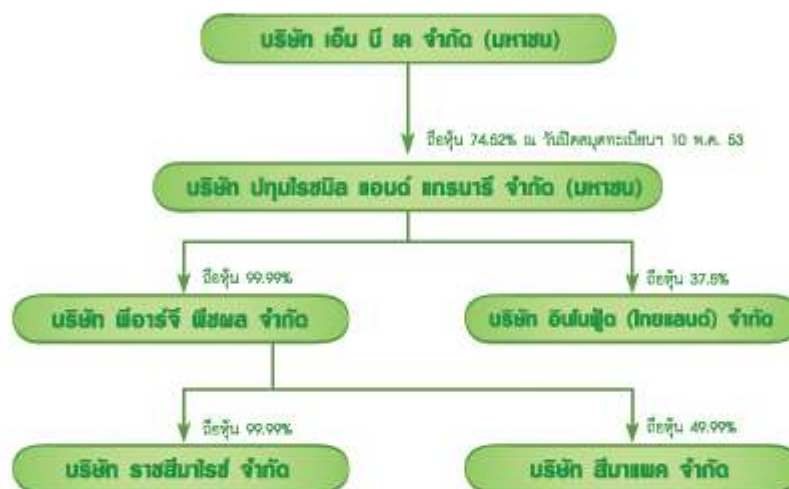 บริษัท เอ็ม บี เค จำกัด (มหาชน)
ถือหุ้น 74.52% ณ วันปิดสมุดทะเบียนฯ 10 พ.ค. 53
บริษัท ปทุมไรซมิล แอนด์ แกรนารี จำกัด (มหาชน)
ถือหุ้น 99.99%
ถือหุ้น 37.5%
บริษัท พีอาร์จี พืชผล จำกัด
บริษัท อินโนฟู้ด (ไทยแลนด์) จำกัด
ถือหุ้น 99.99%
ถือหุ้น 49.99%
บริษัท ราชสีมาไรซ์ จำกัด
บริษัท สีมาแพค จำกัด